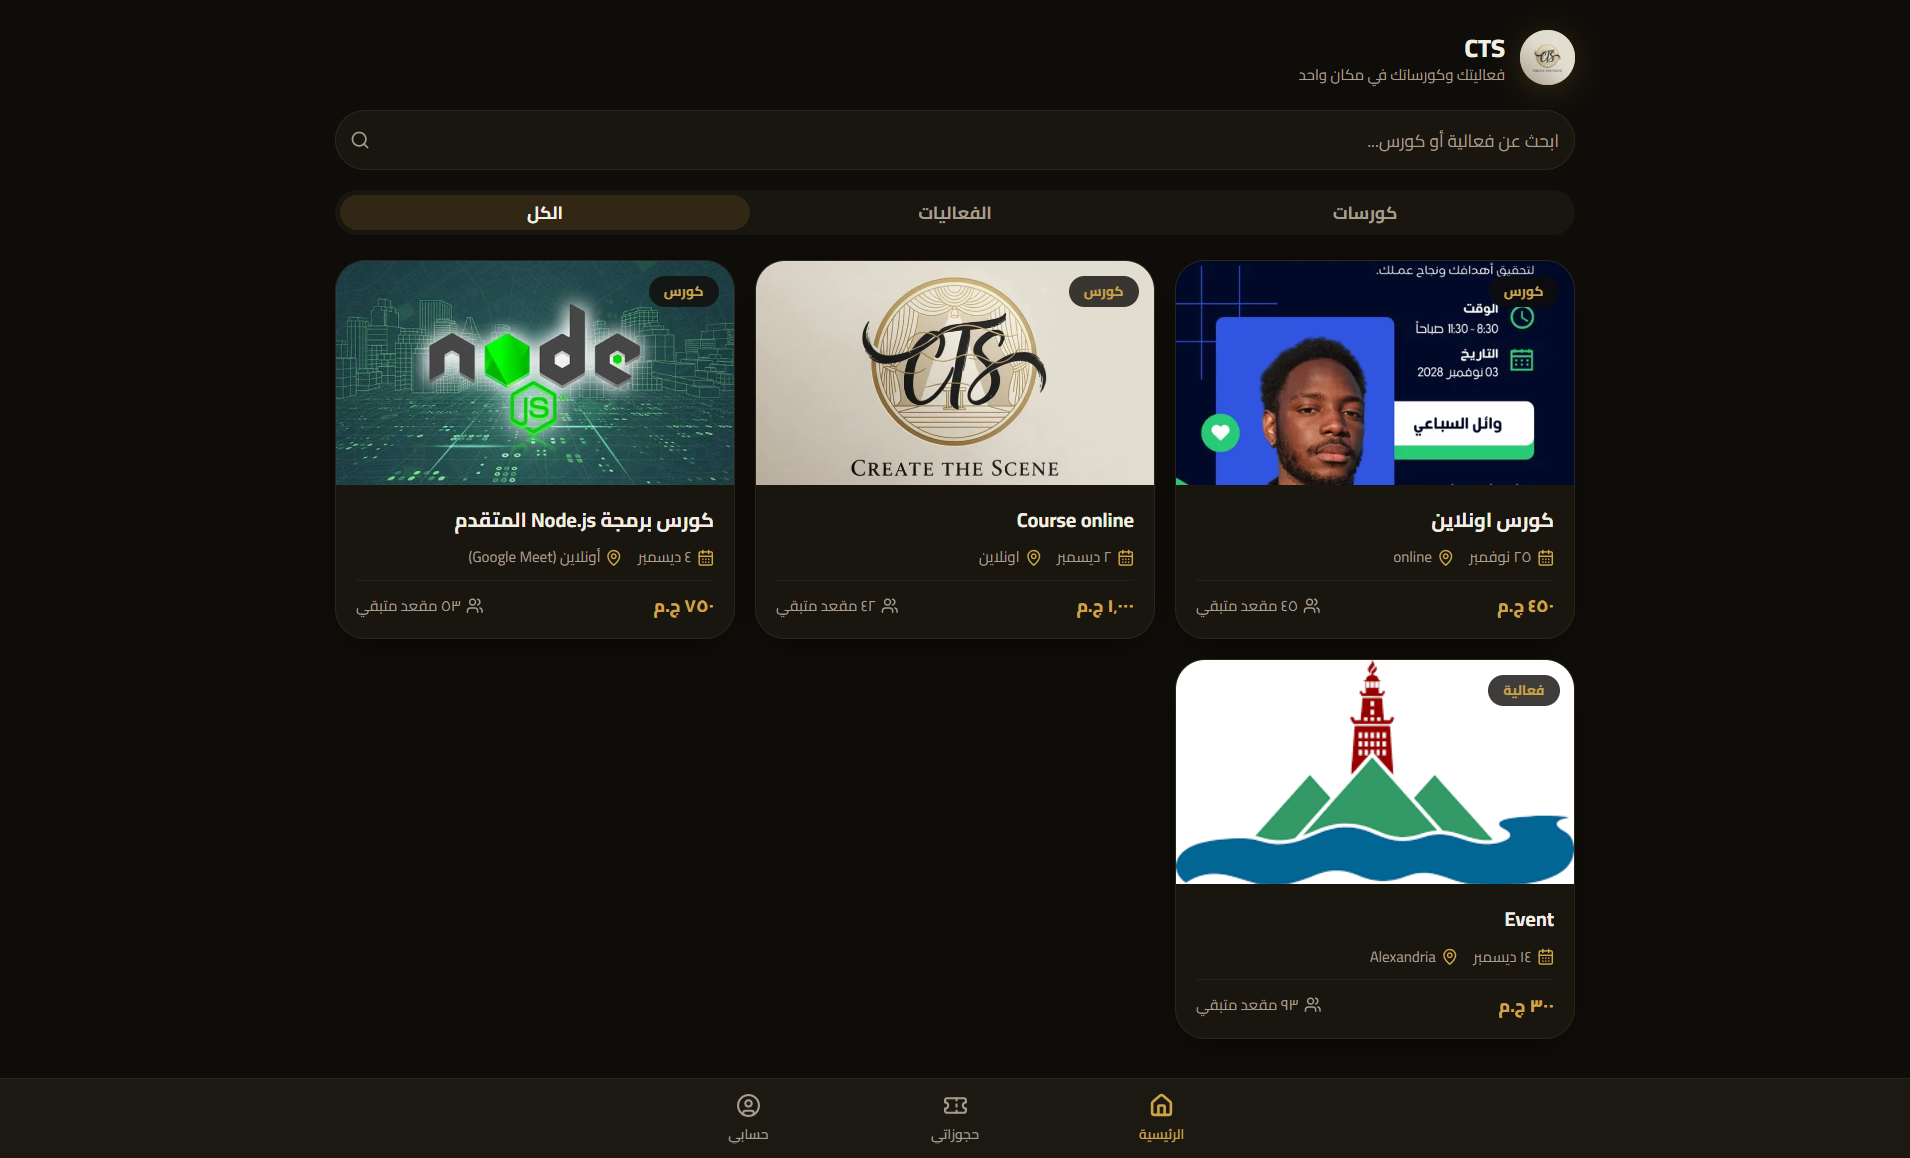 CTS
فعاليتك وكورساتك في مكان واحد
ابحث عن فعالية أو كورس...
كورسات
الفعاليات
الكل
لتحقيق أهدافك ونجاح عملك.
كورس
الوقت
8:30 - 11:30 صباحاً
التاريخ
03 نوفمبر 2028
وائل السباعي
كورس اونلاين
٢٥ نوفمبر
online
٤٥٠ ج.م
٤٥ مقعد متبقي
كورس
CTS
CREATE THE SCENE
Course online
٢ ديسمبر
اونلاين
١,٠٠٠ ج.م
٤٢ مقعد متبقي
كورس
node
JS
كورس برمجة Node.js المتقدم
٤ ديسمبر
أونلاين (Google Meet)
٧٥٠ ج.م
٥٣ مقعد متبقي
فعالية
Event
١٤ ديسمبر
Alexandria
٣٠٠ ج.م
٩٣ مقعد متبقي
الرئيسية
حجوزاتي
حسابي